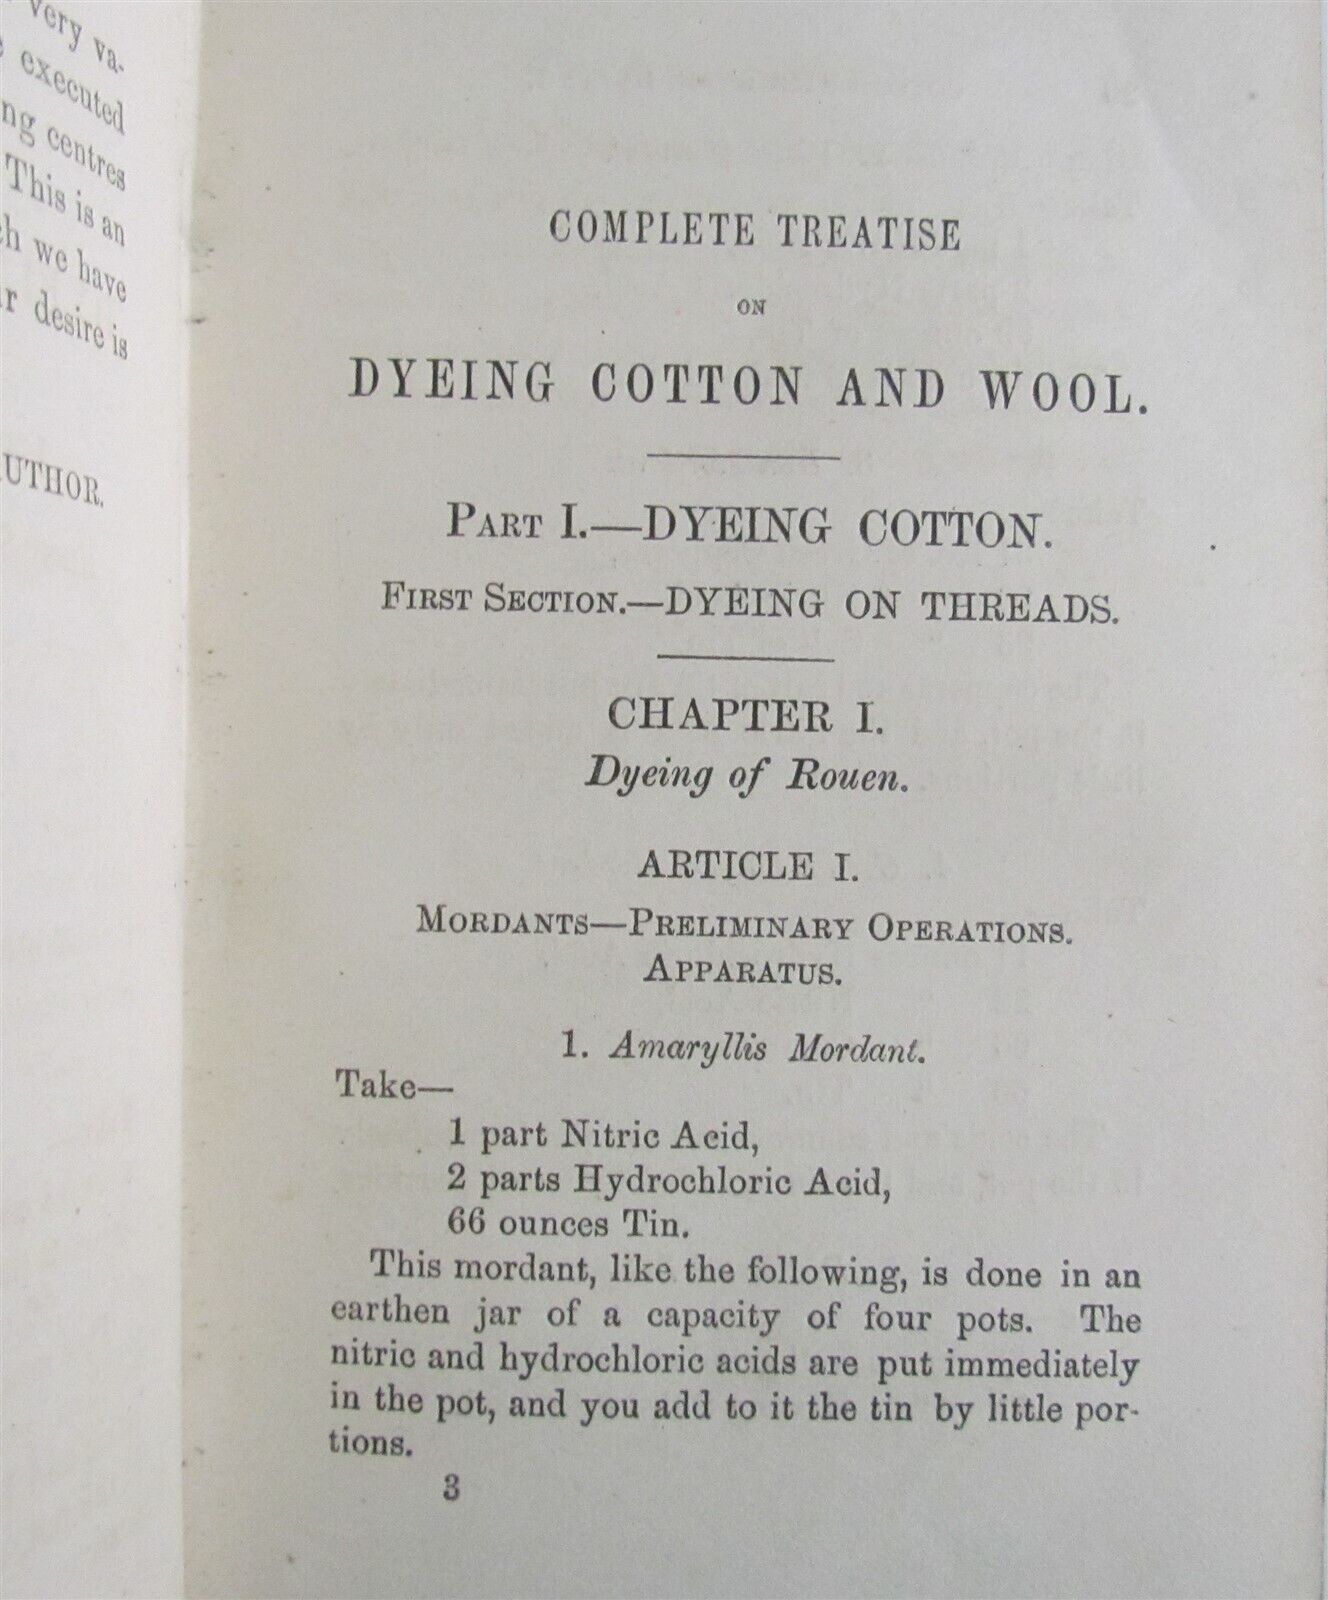 very va-
executed
ng centres
This is an
we have
desire is
COMPLETE TREATISE
ON
DYEING COTTON AND WOOL.
PART I.—DYEING COTTON.
FIRST SECTION.—DYEING ON THREADS.
CHAPTER I.
Dyeing of Rouen.
ARTICLE I.
MORDANTS—PRELIMINARY OPERATIONS.
APPARATUS.
1. Amaryllis Mordant.
Take—
1 part Nitric Acid,
2 parts Hydrochloric Acid,
66 ounces Tin.
This mordant, like the following, is done in an
earthen jar of a capacity of four pots. The
nitric and hydrochloric acids are put immediately
in the pot, and you add to it the tin by little por-
tions.
3